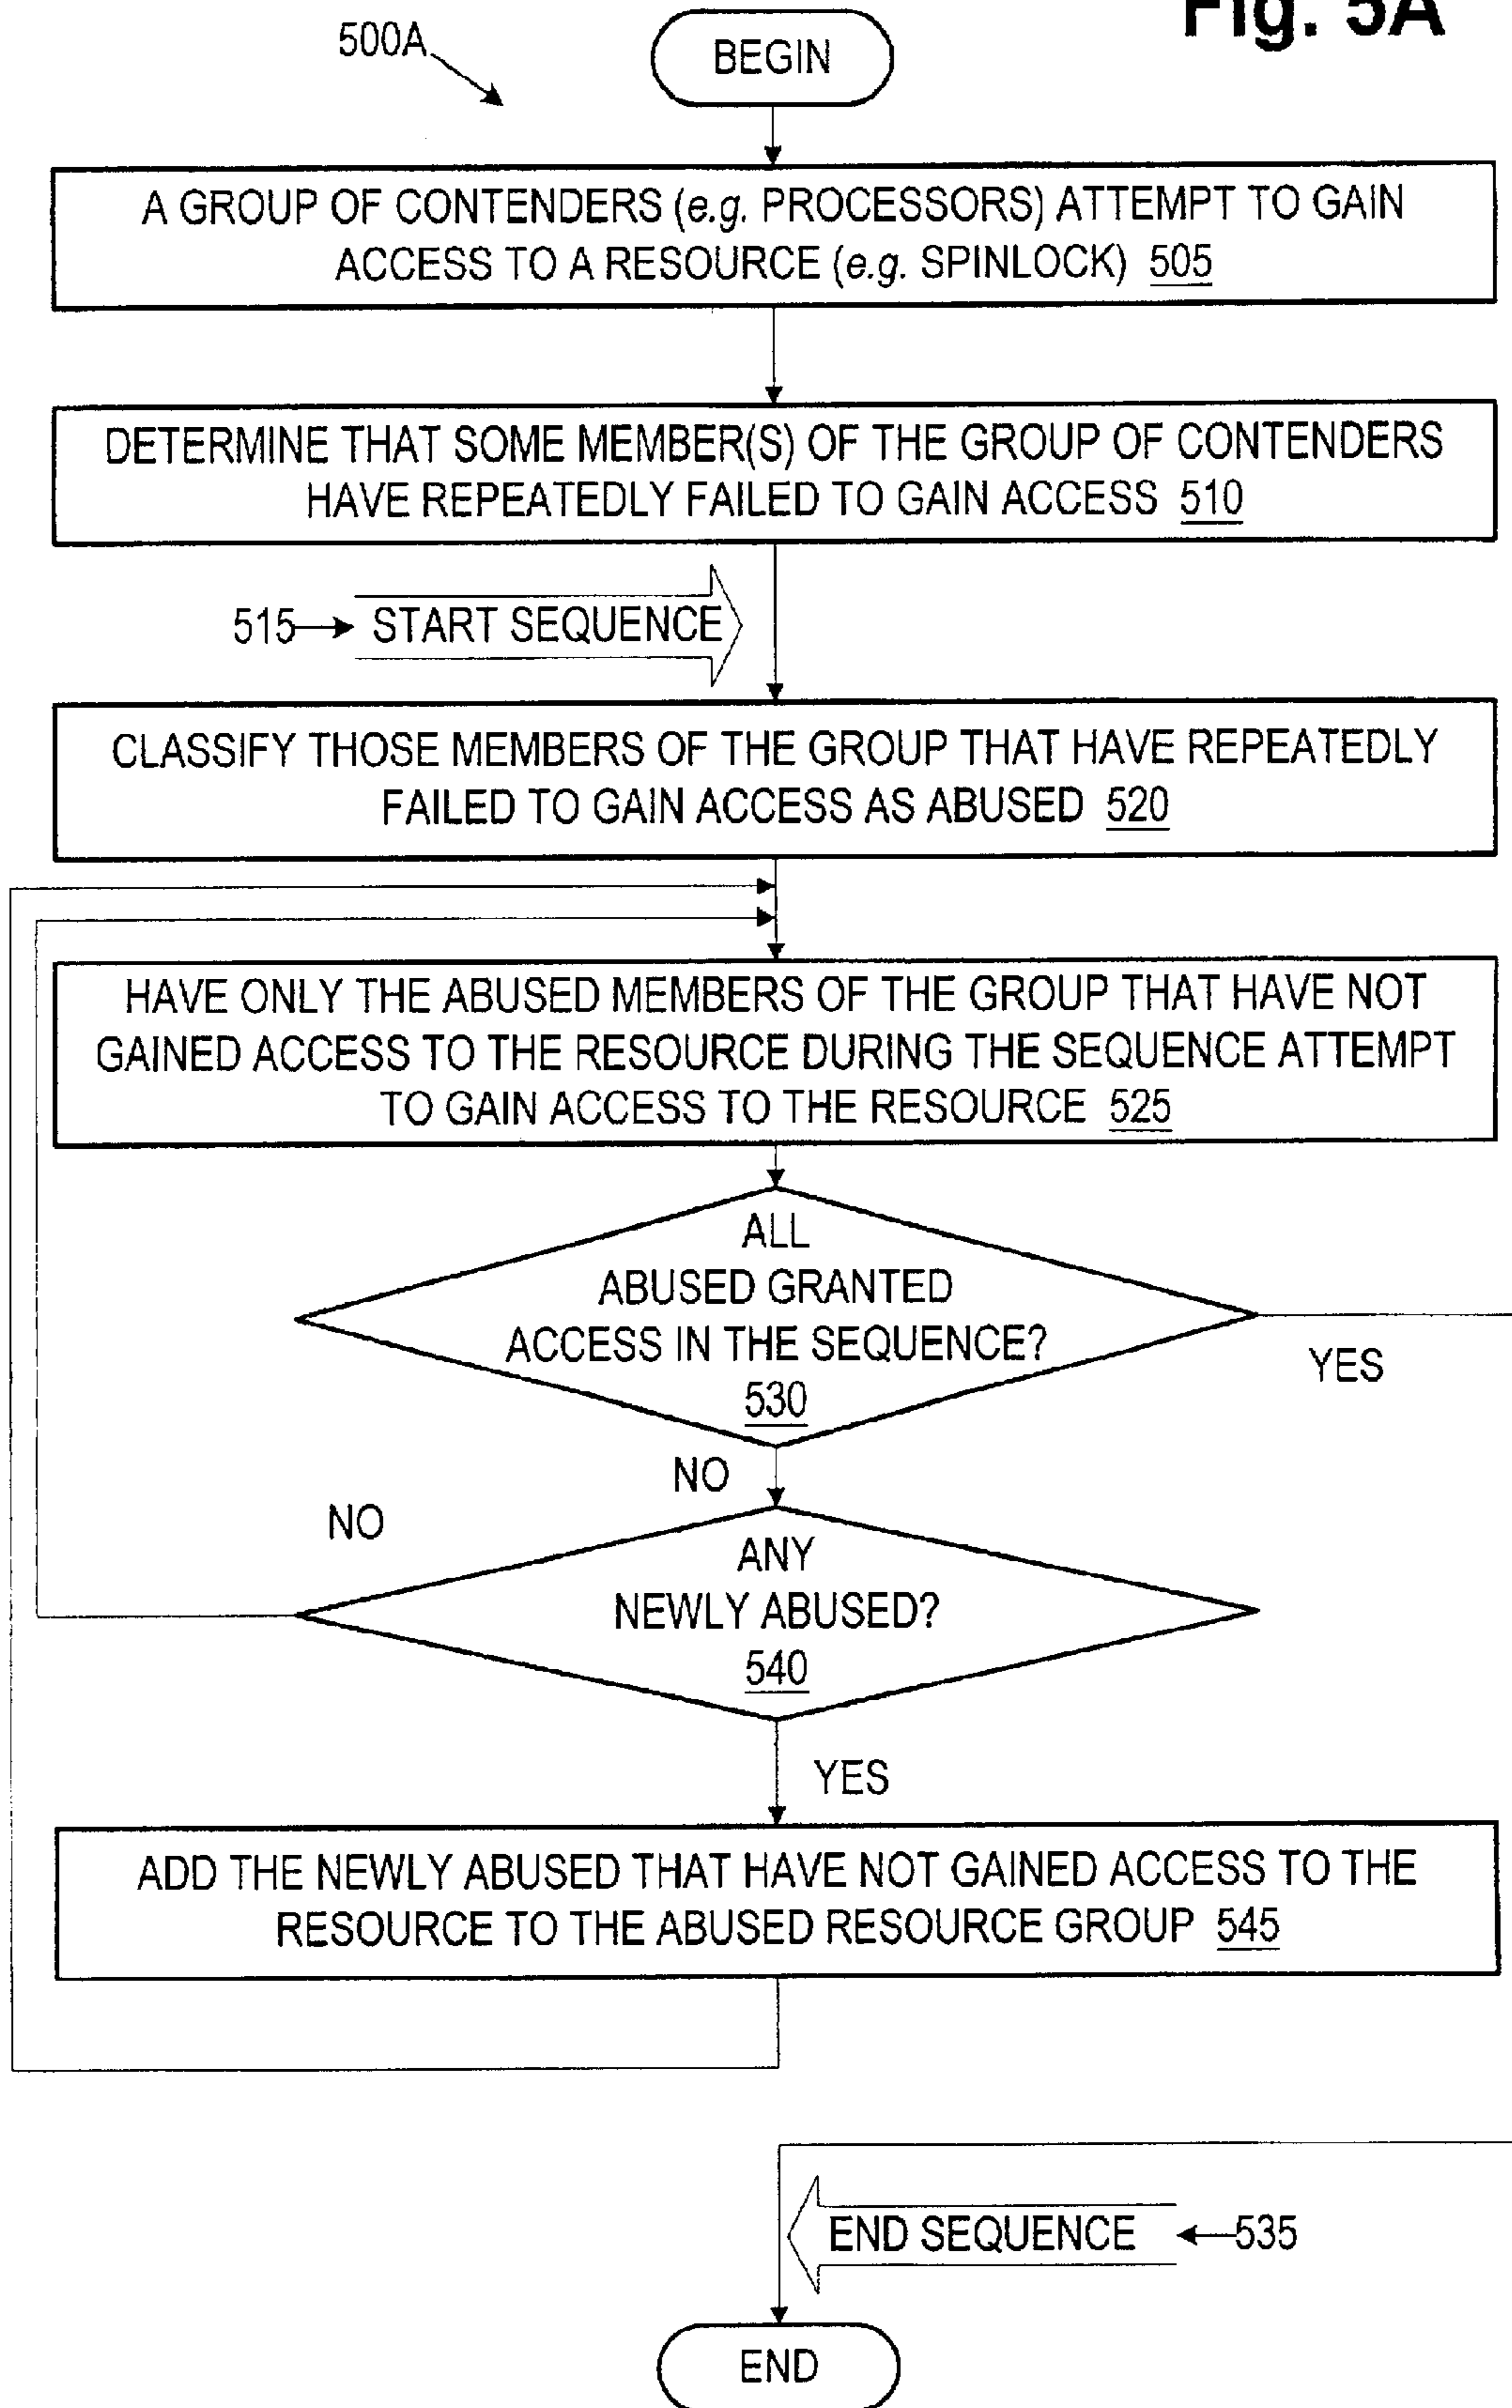 Fig. 5A
500A
BEGIN
A GROUP OF CONTENDERS (e.g. PROCESSORS) ATTEMPT TO GAIN
ACCESS TO A RESOURCE (e.g. SPINLOCK) 505
DETERMINE THAT SOME MEMBER(S) OF THE GROUP OF CONTENDERS
HAVE REPEATEDLY FAILED TO GAIN ACCESS 510
515 START SEQUENCE
CLASSIFY THOSE MEMBERS OF THE GROUP THAT HAVE REPEATEDLY
FAILED TO GAIN ACCESS AS ABUSED 520
HAVE ONLY THE ABUSED MEMBERS OF THE GROUP THAT HAVE NOT
GAINED ACCESS TO THE RESOURCE DURING THE SEQUENCE ATTEMPT
TO GAIN ACCESS TO THE RESOURCE 525
ALL
ABUSED GRANTED
ACCESS IN THE SEQUENCE?
530
YES
NO
NO
ANY
NEWLY ABUSED?
540
YES
ADD THE NEWLY ABUSED THAT HAVE NOT GAINED ACCESS TO THE
RESOURCE TO THE ABUSED RESOURCE GROUP 545
END SEQUENCE 535
END